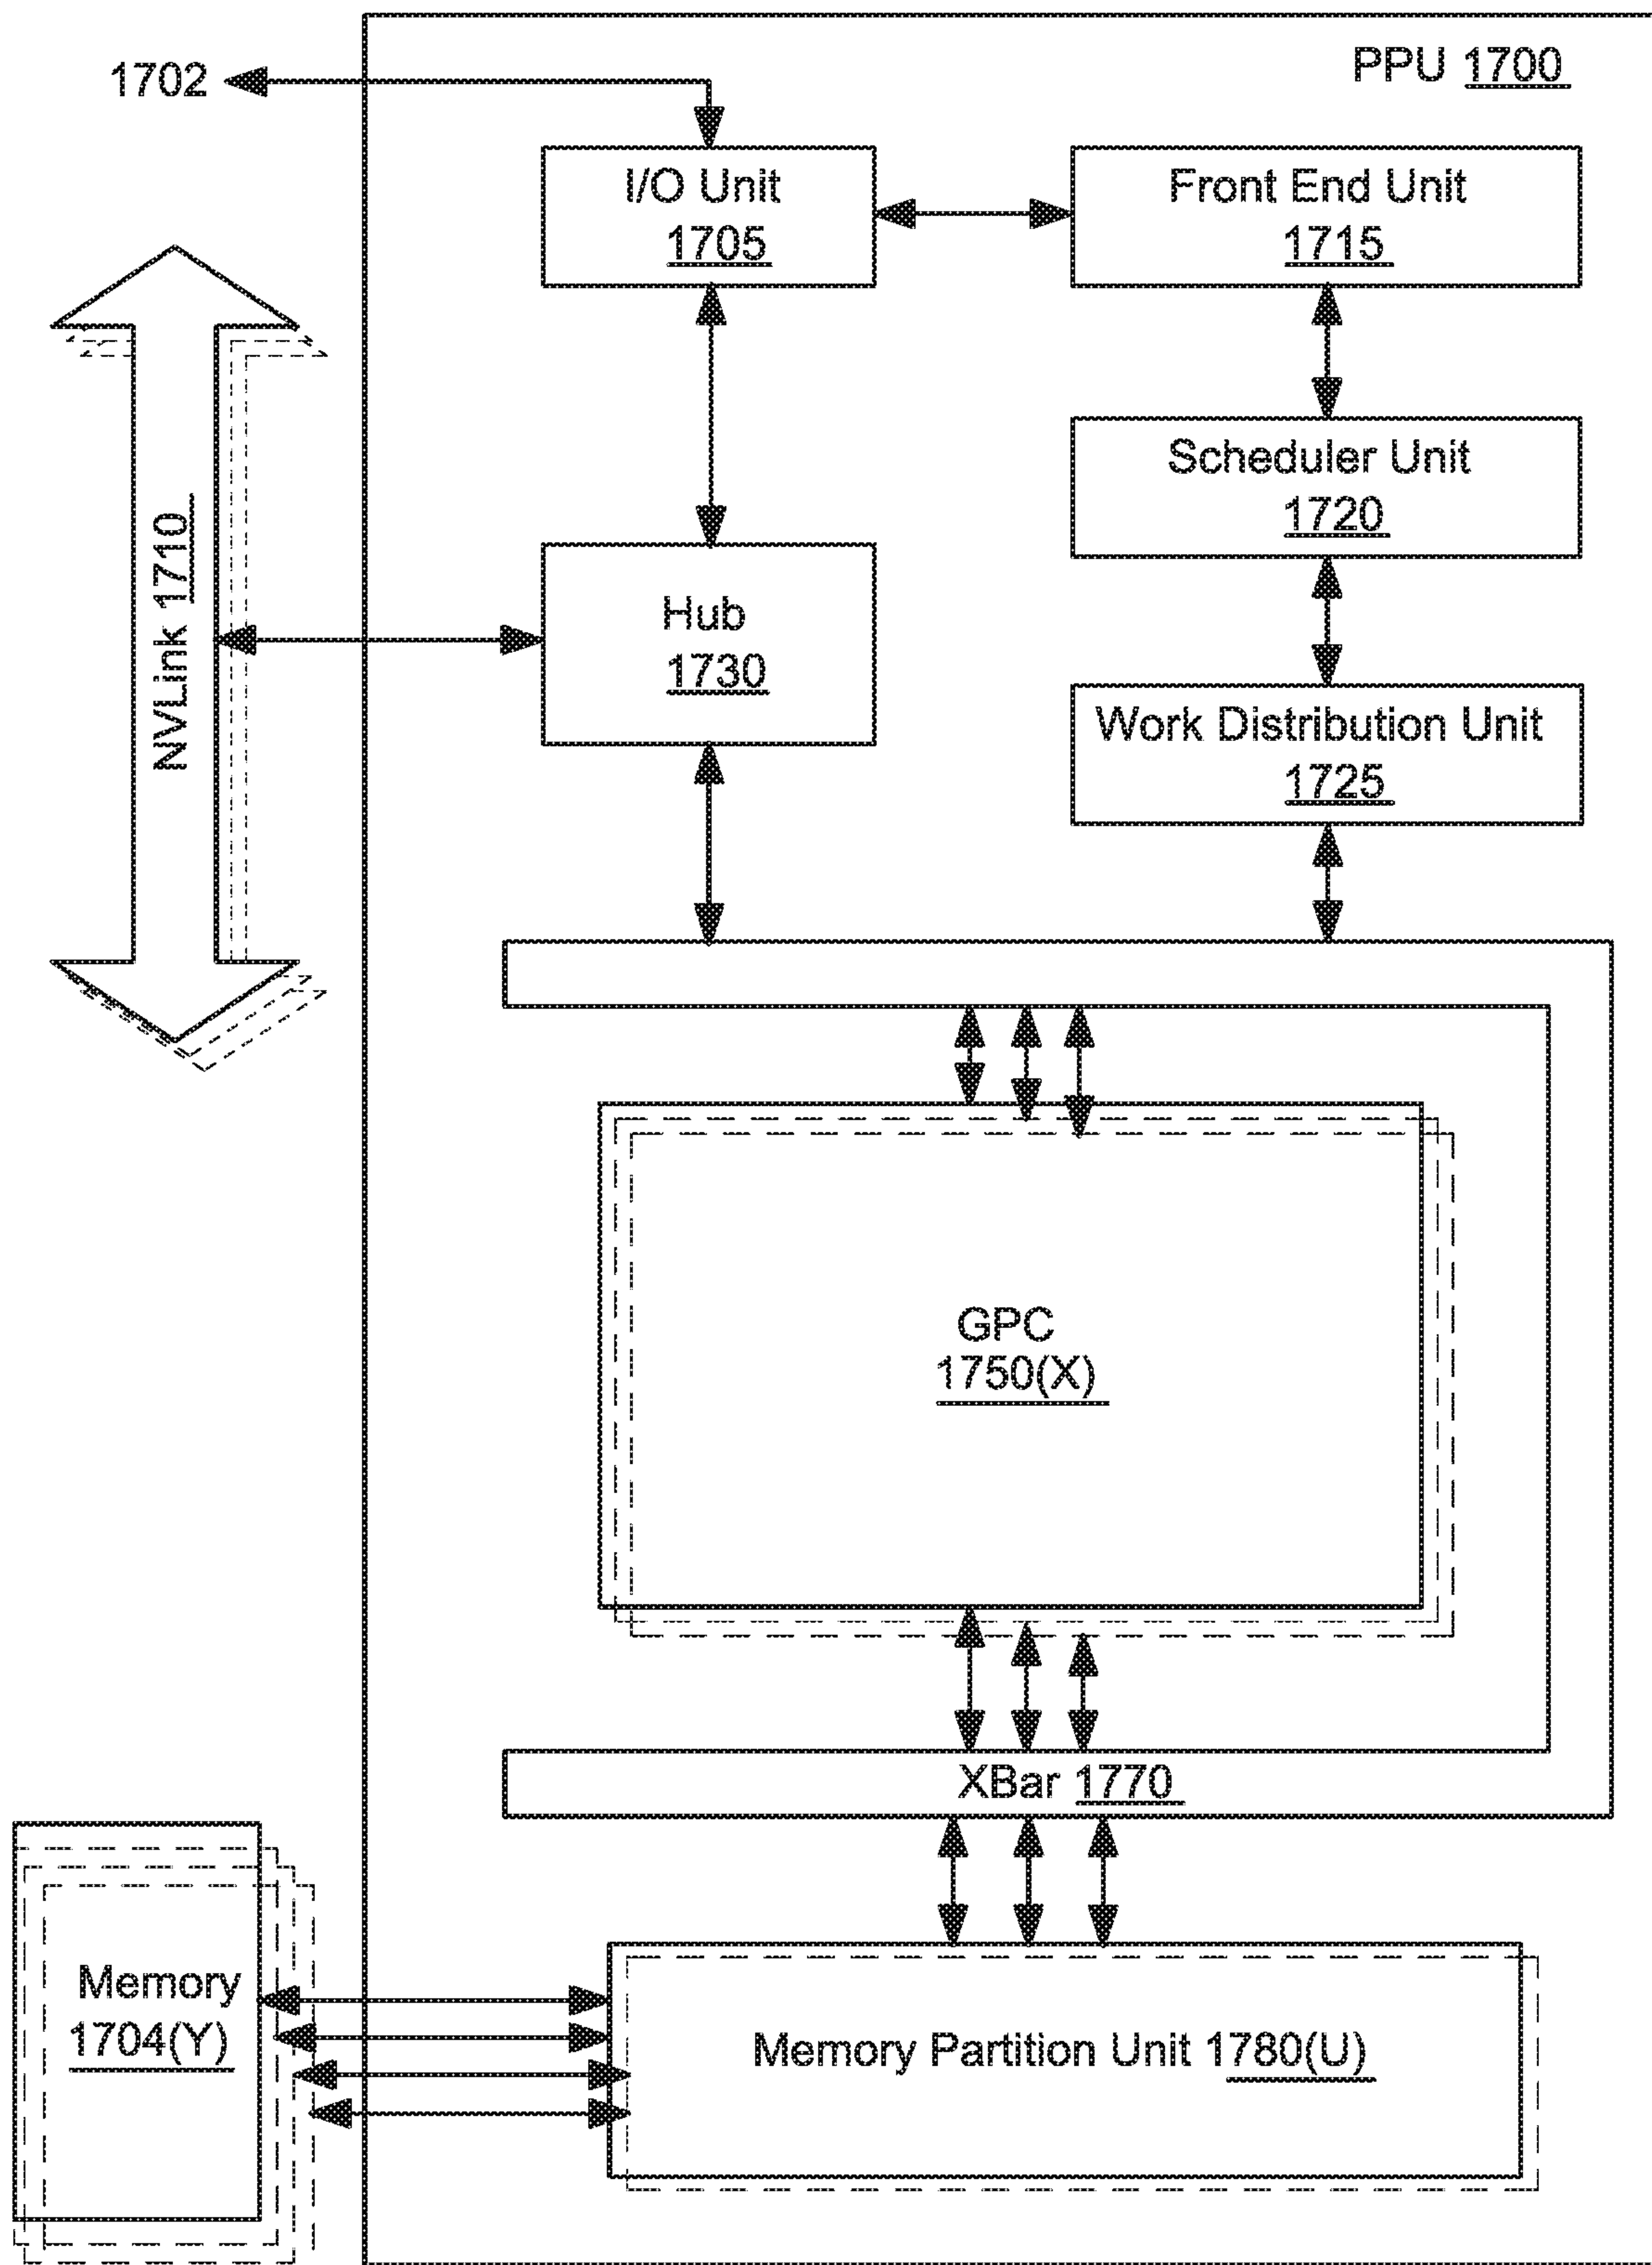 PPU 1700
1702
I/O Unit
1705
Front End Unit
1715
Scheduler Unit
1720
NVLink 1710
Hub
1730
Work Distribution Unit
1725
GPC
1750(X)
XBar 1770
Memory
1704(Y)
Memory Partition Unit 1780(U)